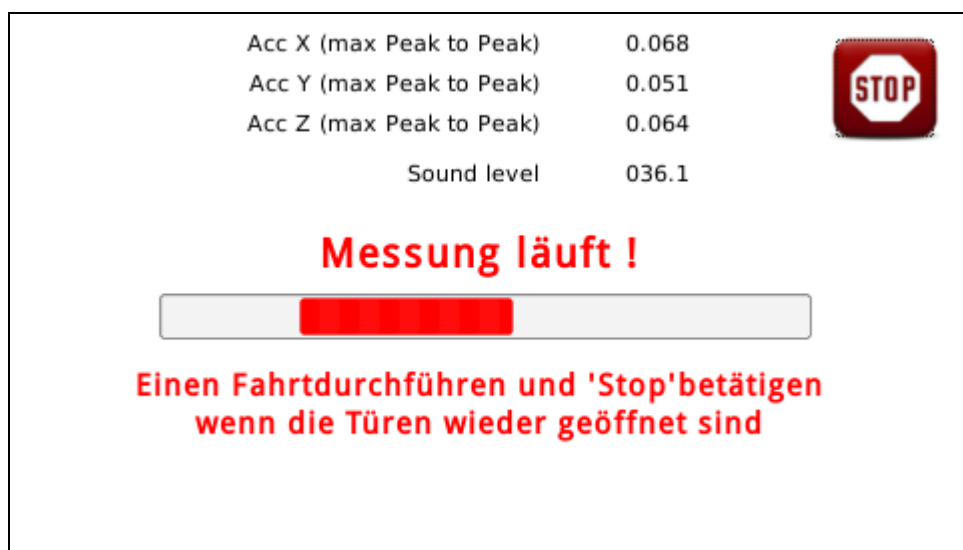 Acc X (max Peak to Peak) 0.068
Acc Y (max Peak to Peak) 0.051
Acc Z (max Peak to Peak) 0.064
Sound level 036.1
STOP
Messung läuft !
Einen Fahrtdurchführen und 'Stop'betätigen
wenn die Türen wieder geöffnet sind